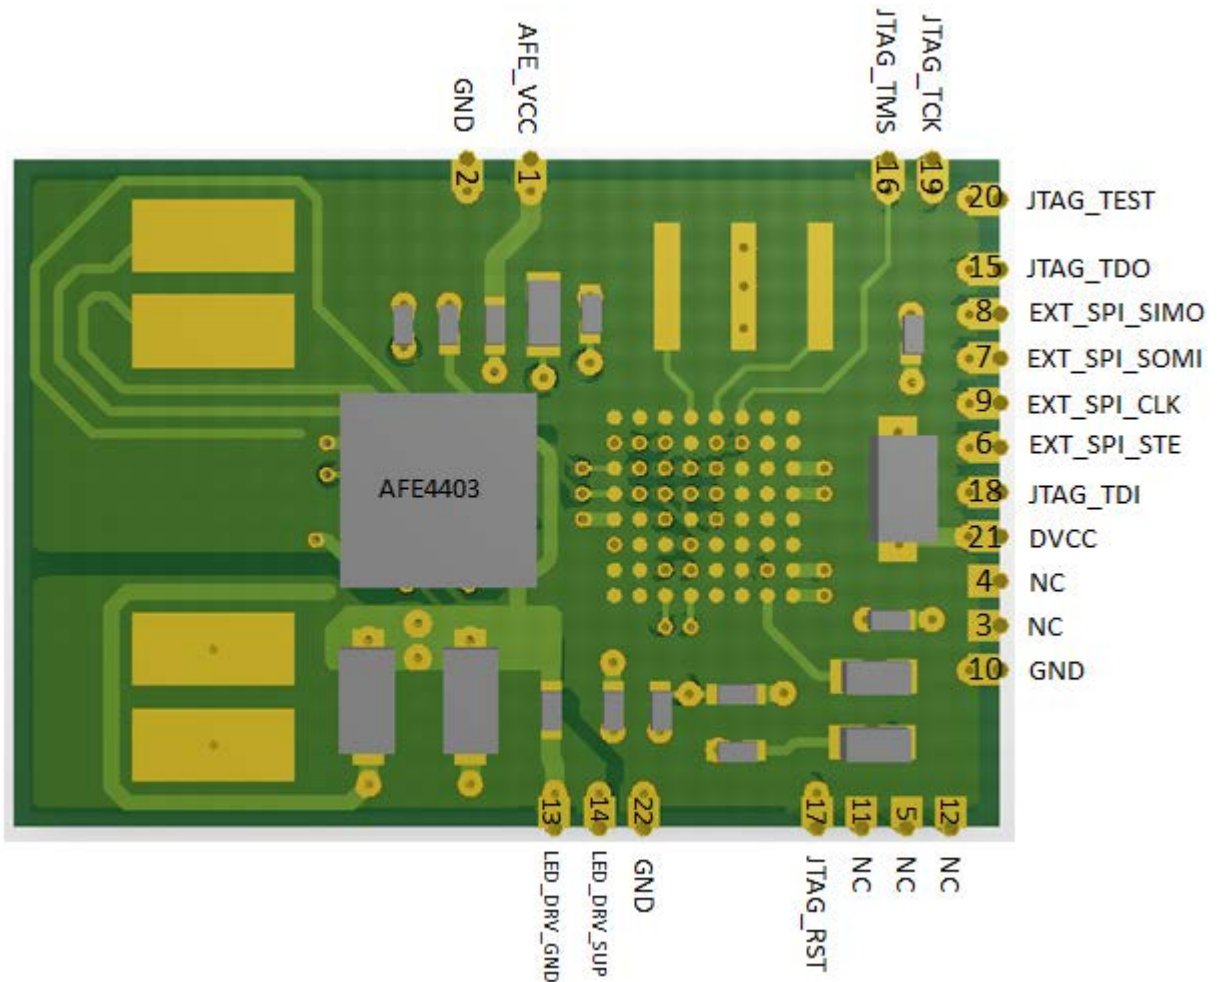 GND
AFE_VCC
JTAG_TMS
JTAG_TCK
2
1
16
19
20 JTAG_TEST
15 JTAG_TDO
8 EXT_SPI_SIMO
7 EXT_SPI_SOMI
9 EXT_SPI_CLK
6 EXT_SPI_STE
AFE4403
18 JTAG_TDI
21 DVCC
4 NC
3 NC
10 GND
13
14
22
17
11
5
12
LED_DRV_GND
LED_DRV_SUP
GND
JTAG_RST
NC
NC
NC